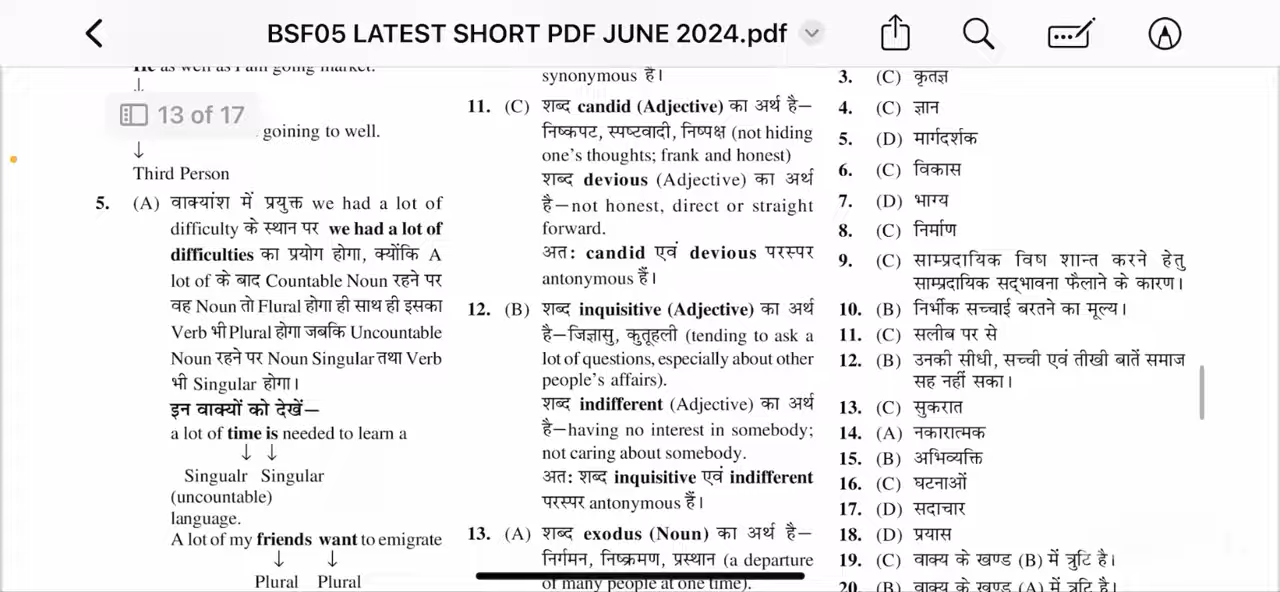 BSF05 LATEST SHORT PDF JUNE 2024.pdf
13 of 17
He as well as I am going market.
↓
goining to well.
↓
Third Person
5. (A) वाक्यांश में प्रयुक्त we had a lot of
difficulty के स्थान पर we had a lot of
difficulties का प्रयोग होगा, क्योंकि A
lot of के बाद Countable Noun रहने पर
वह Noun तो Flural होगा ही साथ ही इसका
Verb भी Plural होगा जबकि Uncountable
Noun रहने पर Noun Singular तथा Verb
भी Singular होगा।
इन वाक्यों को देखें—
a lot of time is needed to learn a
↓ ↓
Singualr Singular
(uncountable)
language.
A lot of my friends want to emigrate
↓ ↓
Plural Plural
synonymous है।
11. (C) शब्द candid (Adjective) का अर्थ है—
निष्कपट, स्पष्टवादी, निष्पक्ष (not hiding
one's thoughts; frank and honest)
शब्द devious (Adjective) का अर्थ
है—not honest, direct or straight
forward.
अत: candid एवं devious परस्पर
antonymous हैं।
12. (B) शब्द inquisitive (Adjective) का अर्थ
है—जिज्ञासु, कुतूहली (tending to ask a
lot of questions, especially about other
people's affairs).
शब्द indifferent (Adjective) का अर्थ
है—having no interest in somebody;
not caring about somebody.
अत: शब्द inquisitive एवं indifferent
परस्पर antonymous हैं।
13. (A) शब्द exodus (Noun) का अर्थ है—
निर्गमन, निष्क्रमण, प्रस्थान (a departure
of many people at one time).
3. (C) कृतज्ञ
4. (C) ज्ञान
5. (D) मार्गदर्शक
6. (C) विकास
7. (D) भाग्य
8. (C) निर्माण
9. (C) साम्प्रदायिक विष शान्त करने हेतु
साम्प्रदायिक सद्भावना फैलाने के कारण।
10. (B) निर्भीक सच्चाई बरतने का मूल्य।
11. (C) सलीब पर से
12. (B) उनकी सीधी, सच्ची एवं तीखी बातें समाज
सह नहीं सका।
13. (C) सुकरात
14. (A) नकारात्मक
15. (B) अभिव्यक्ति
16. (C) घटनाओं
17. (D) सदाचार
18. (D) प्रयास
19. (C) वाक्य के खण्ड (B) में त्रुटि है।
20. (B) वाक्य के खण्ड (A) में त्रुटि है।